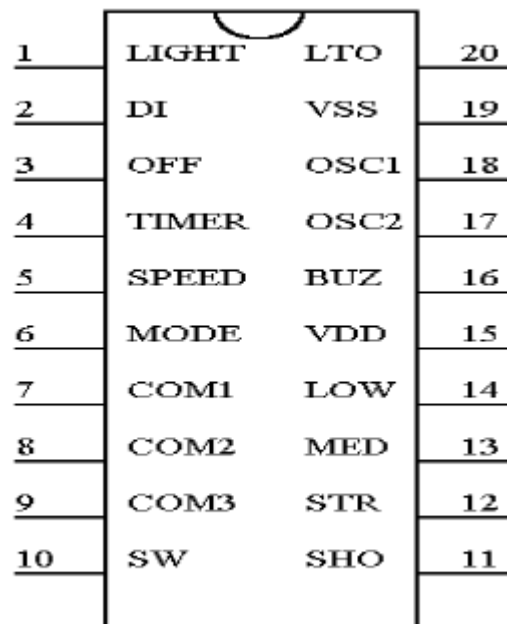 1 LIGHT LTO 20
2 DI VSS 19
3 OFF OSC1 18
4 TIMER OSC2 17
5 SPEED BUZ 16
6 MODE VDD 15
7 COM1 LOW 14
8 COM2 MED 13
9 COM3 STR 12
10 SW SHO 11